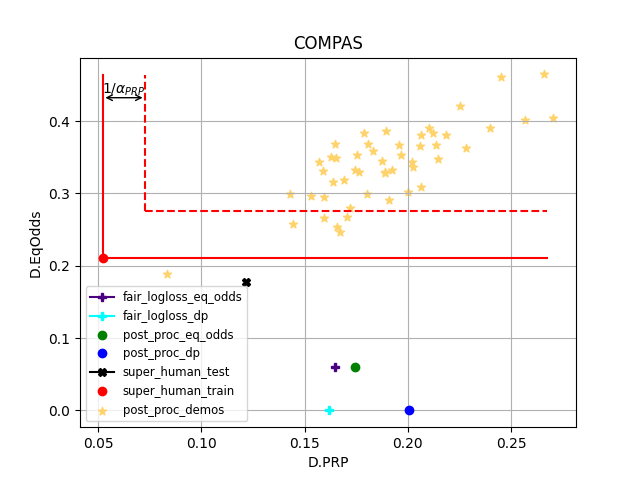 COMPAS
1/α_PRP
D.EqOdds
0.4
0.3
0.2
0.1
0.0
fair_logloss_eq_odds
fair_logloss_dp
post_proc_eq_odds
post_proc_dp
super_human_test
super_human_train
post_proc_demos
0.05 0.10 0.15 0.20 0.25
D.PRP